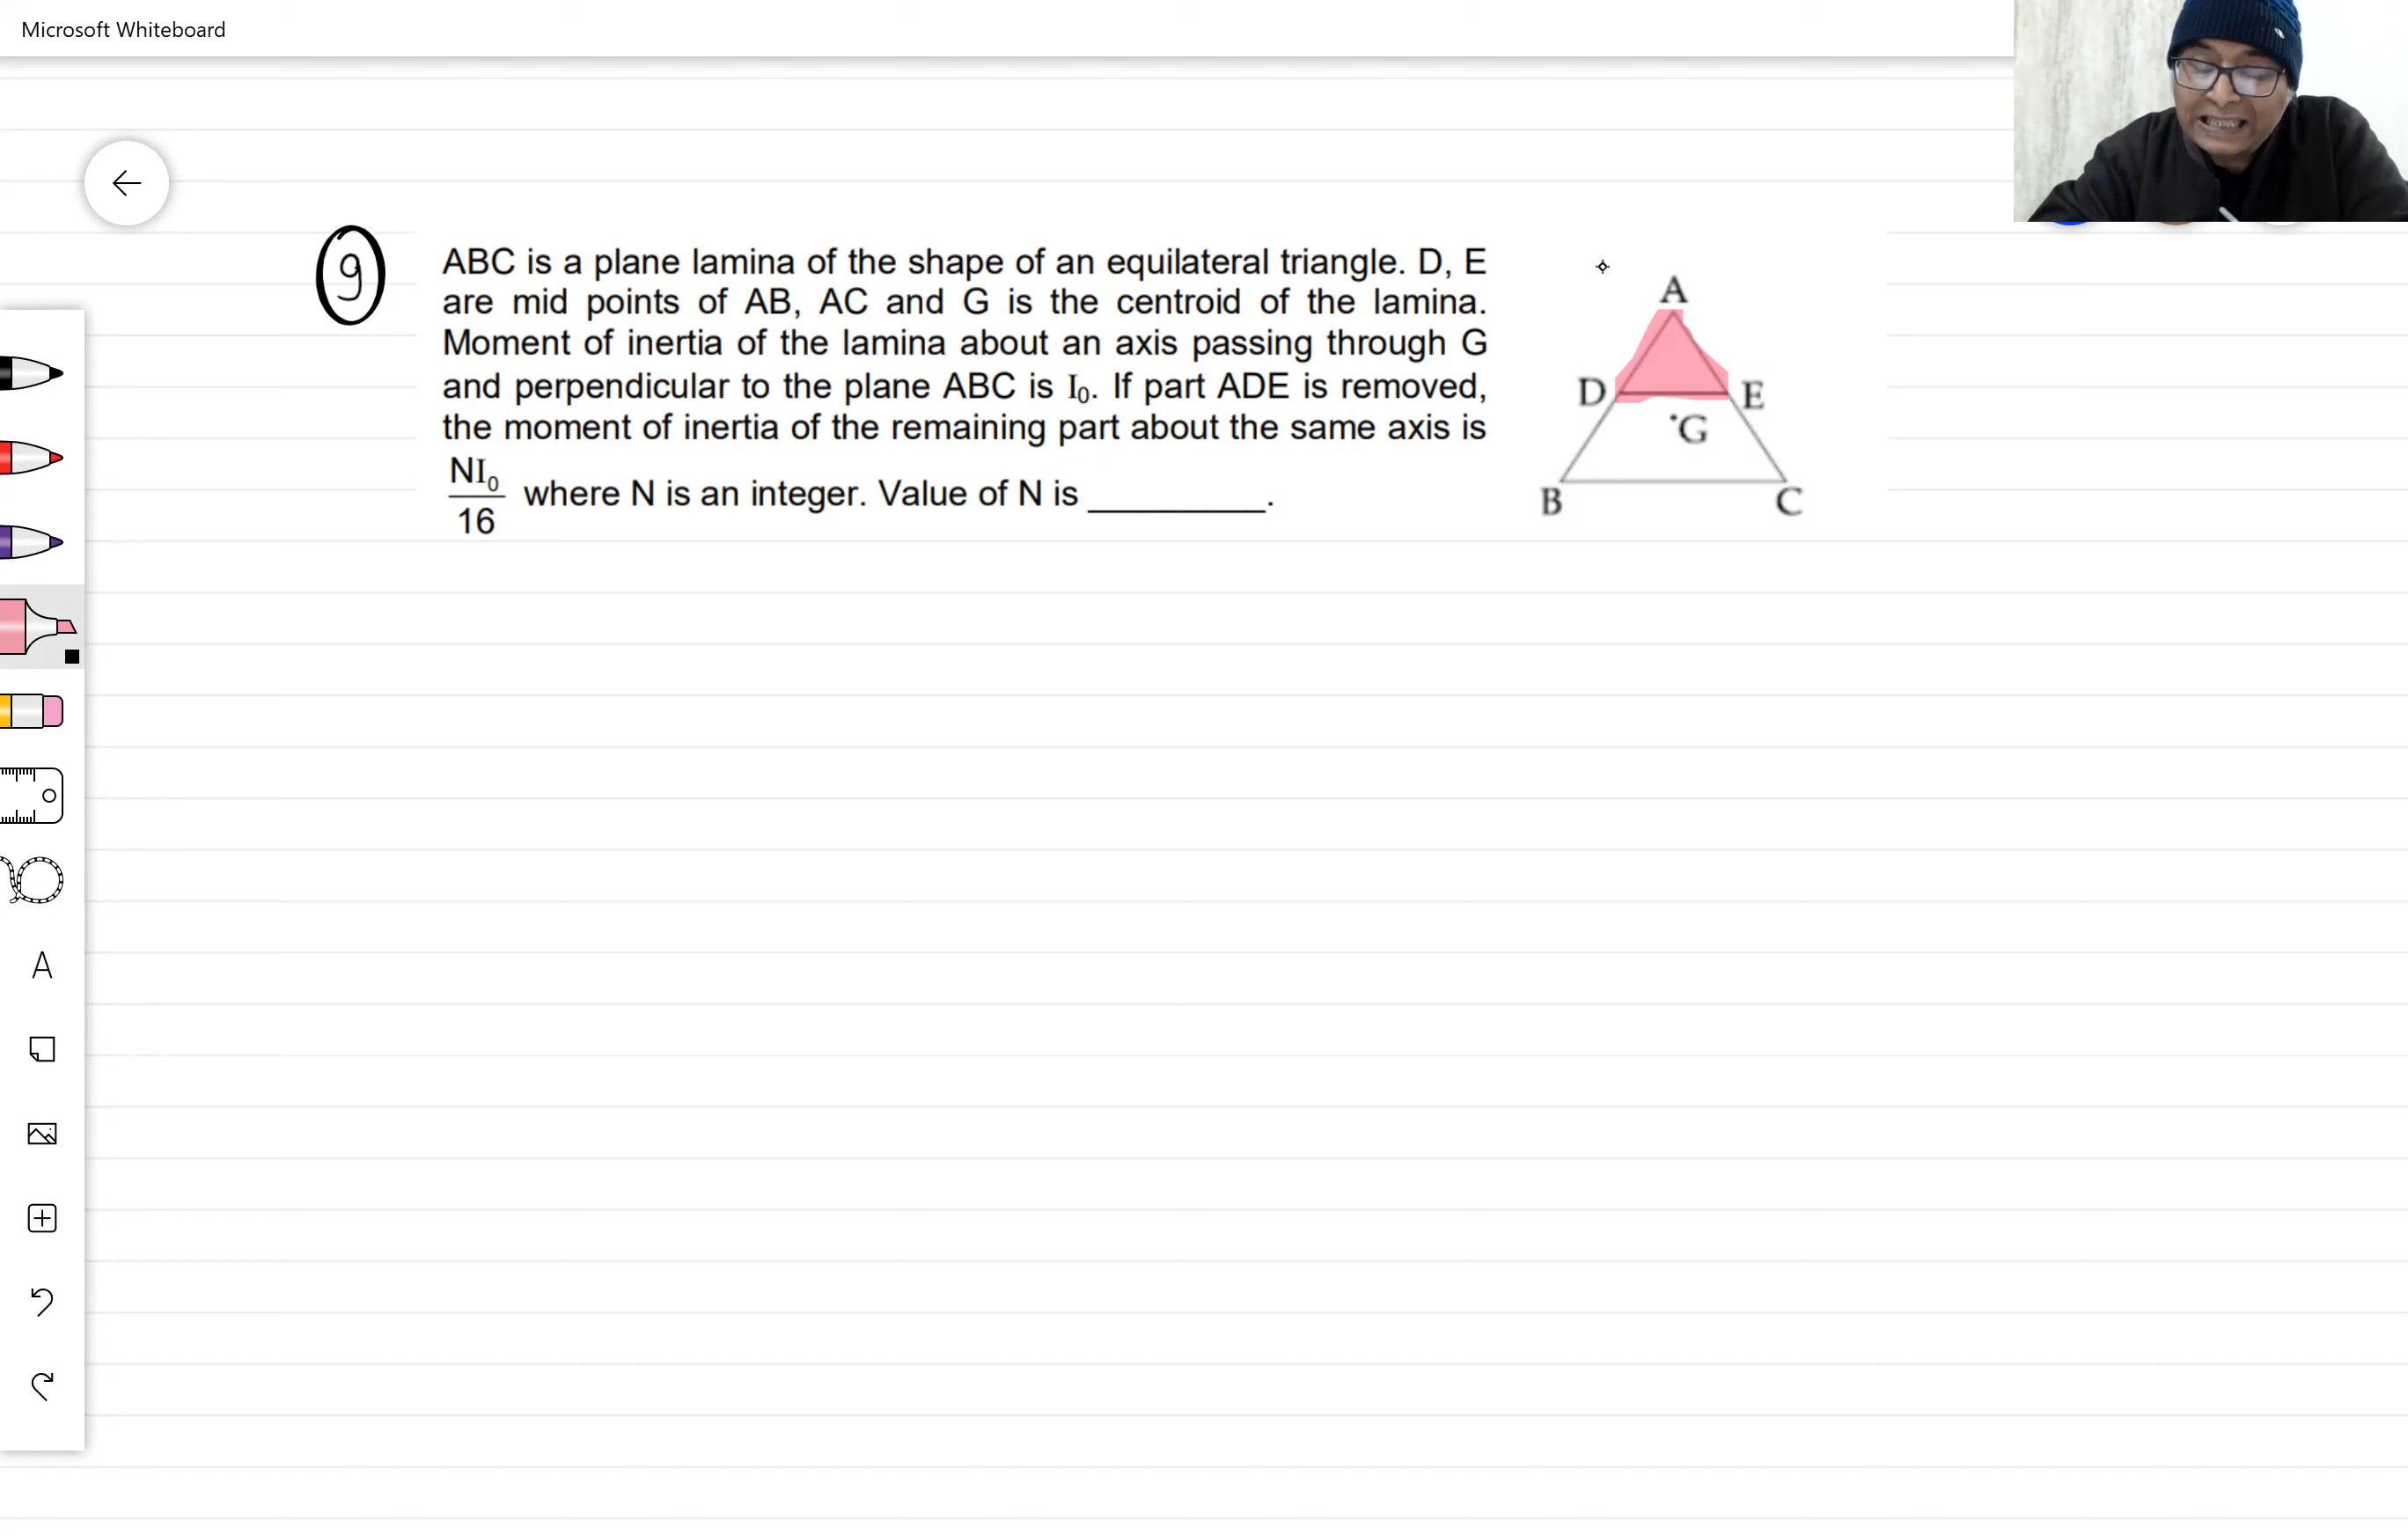 Microsoft Whiteboard
9
ABC is a plane lamina of the shape of an equilateral triangle. D, E
are mid points of AB, AC and G is the centroid of the lamina.
Moment of inertia of the lamina about an axis passing through G
and perpendicular to the plane ABC is I₀. If part ADE is removed,
the moment of inertia of the remaining part about the same axis is
NI₀/16 where N is an integer. Value of N is __________.
A
D E
G
B C
A